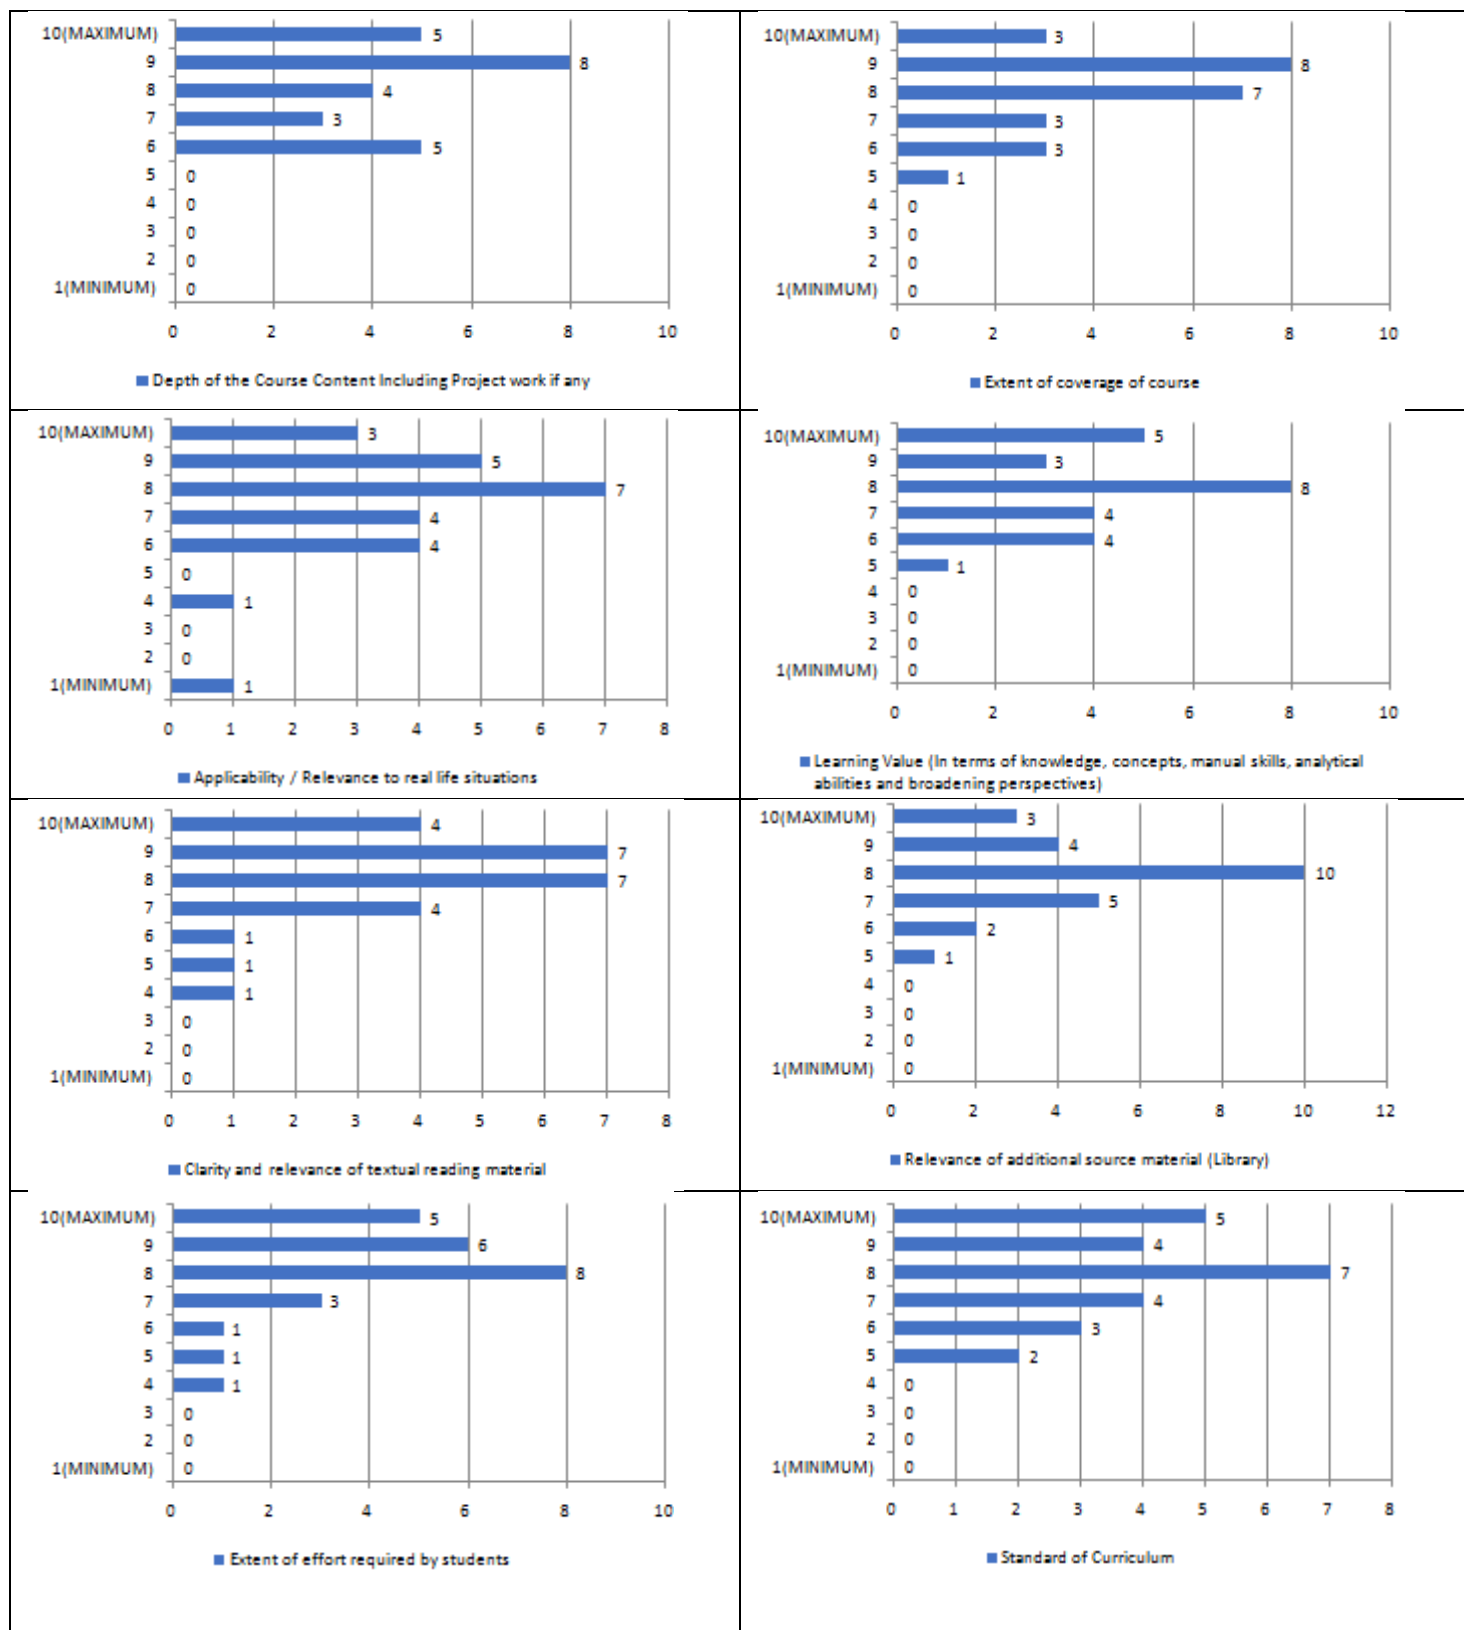 10(MAXIMUM) 5
9 8
8 4
7 3
6 5
5 0
4 0
3 0
2 0
1(MINIMUM) 0
0 2 4 6 8 10
Depth of the Course Content Including Project work if any
10(MAXIMUM) 3
9 8
8 7
7 3
6 3
5 1
4 0
3 0
2 0
1(MINIMUM) 0
0 2 4 6 8 10
Extent of coverage of course
10(MAXIMUM) 3
9 5
8 7
7 4
6 4
5 0
4 1
3 0
2 0
1(MINIMUM) 1
0 1 2 3 4 5 6 7 8
Applicability / Relevance to real life situations
10(MAXIMUM) 5
9 3
8 8
7 4
6 4
5 1
4 0
3 0
2 0
1(MINIMUM) 0
0 2 4 6 8 10
Learning Value (In terms of knowledge, concepts, manual skills, analytical
abilities and broadening perspectives)
10(MAXIMUM) 4
9 7
8 7
7 4
6 1
5 1
4 1
3 0
2 0
1(MINIMUM) 0
0 1 2 3 4 5 6 7 8
Clarity and relevance of textual reading material
10(MAXIMUM) 3
9 4
8 10
7 5
6 2
5 1
4 0
3 0
2 0
1(MINIMUM) 0
0 2 4 6 8 10 12
Relevance of additional source material (Library)
10(MAXIMUM) 5
9 6
8 8
7 3
6 1
5 1
4 1
3 0
2 0
1(MINIMUM) 0
0 2 4 6 8 10
Extent of effort required by students
10(MAXIMUM) 5
9 4
8 7
7 4
6 3
5 2
4 0
3 0
2 0
1(MINIMUM) 0
0 1 2 3 4 5 6 7 8
Standard of Curriculum